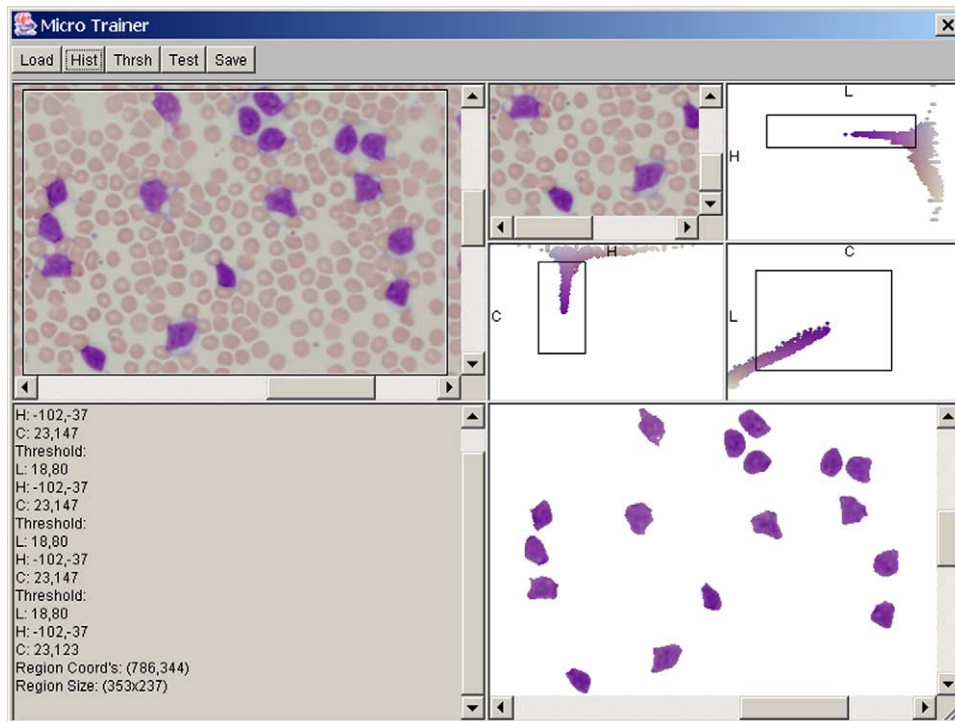 Micro Trainer
Load Hist Thrsh Test Save
L
H
H
C
C
L
H: -102,-37
C: 23,147
Threshold:
L: 18,80
H: -102,-37
C: 23,147
Threshold:
L: 18,80
H: -102,-37
C: 23,147
Threshold:
L: 18,80
H: -102,-37
C: 23,123
Region Coord's: (786,344)
Region Size: (353x237)